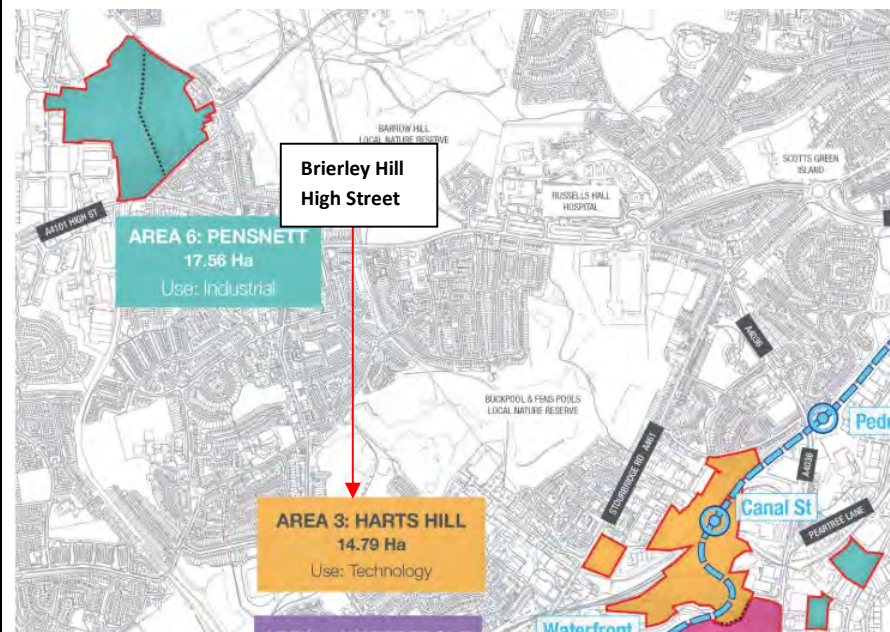 BARROW HILL
LOCAL NATURE RESERVE
SCOTTS GREEN
ISLAND
Brierley Hill
High Street
RUSSELLS HALL
HOSPITAL
A4101 HIGH ST
AREA 6: PENSNETT
17.56 Ha
Use: Industrial
A4036
BUCKPOOL & FENS POOLS
LOCAL NATURE RESERVE
STOURBRIDGE RD A461
A4036
Canal St
PEARTREE LANE
AREA 3: HARTS HILL
14.79 Ha
Use: Technology
Waterfront